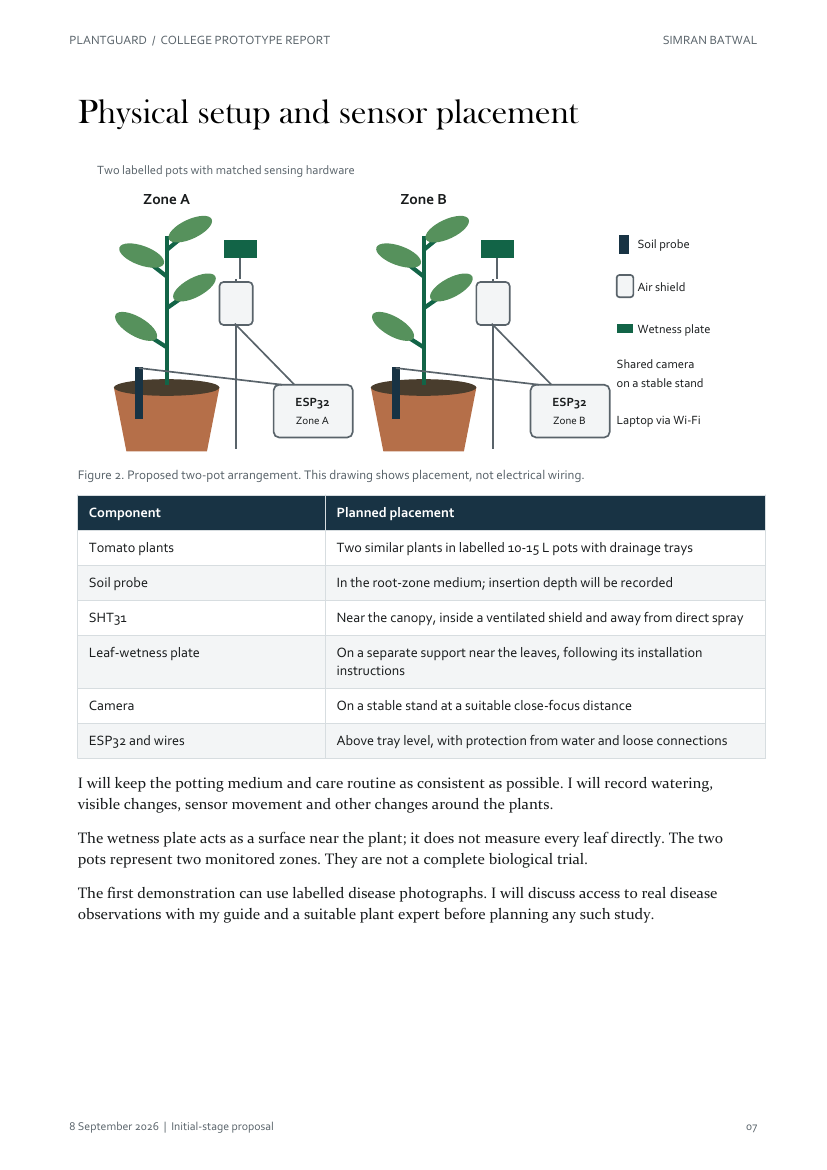 PLANTGUARD / COLLEGE PROTOTYPE REPORT
SIMRAN BATWAL
Physical setup and sensor placement
Two labelled pots with matched sensing hardware
Zone A
Zone B
Soil probe
Air shield
Wetness plate
Shared camera
on a stable stand
Laptop via Wi-Fi
ESP32
Zone A
ESP32
Zone B
Figure 2. Proposed two-pot arrangement. This drawing shows placement, not electrical wiring.
Component
Planned placement
Tomato plants
Two similar plants in labelled 10-15 L pots with drainage trays
Soil probe
In the root-zone medium; insertion depth will be recorded
SHT31
Near the canopy, inside a ventilated shield and away from direct spray
Leaf-wetness plate
On a separate support near the leaves, following its installation
instructions
Camera
On a stable stand at a suitable close-focus distance
ESP32 and wires
Above tray level, with protection from water and loose connections
I will keep the potting medium and care routine as consistent as possible. I will record watering,
visible changes, sensor movement and other changes around the plants.
The wetness plate acts as a surface near the plant; it does not measure every leaf directly. The two
pots represent two monitored zones. They are not a complete biological trial.
The first demonstration can use labelled disease photographs. I will discuss access to real disease
observations with my guide and a suitable plant expert before planning any such study.
8 September 2026 | Initial-stage proposal
07